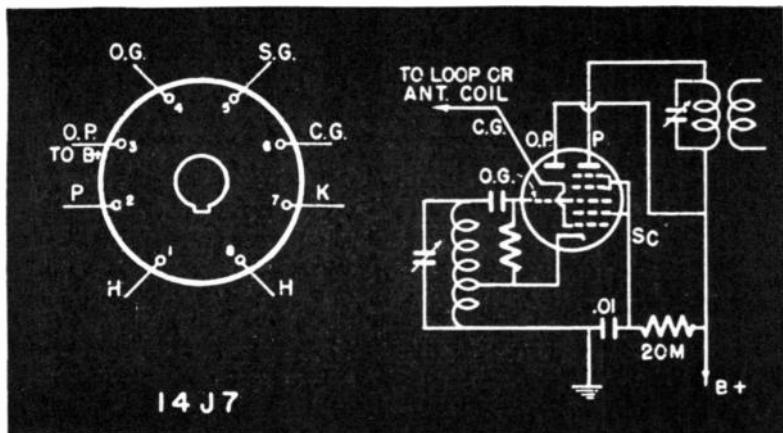 O.G.
S.G.
4
5
O.P.
TO B+
3
6
C.G.
P
2
7
K
1
8
H
H
14J7
TO LOOP OR
ANT. COIL
C.G.
O.P.
P.
O.G.
SC
.01
20M
B+